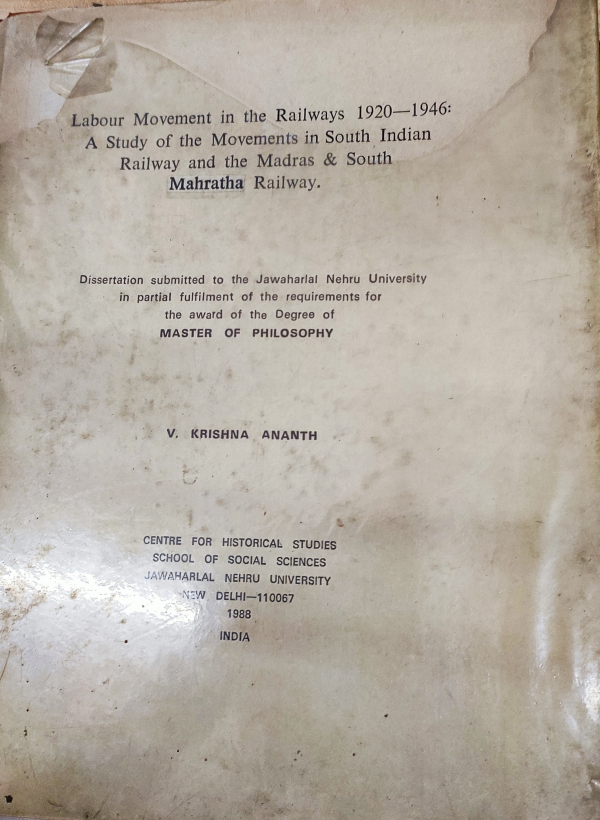 Labour Movement in the Railways 1920—1946:
A Study of the Movements in South Indian
Railway and the Madras & South
Mahratha Railway.
Dissertation submitted to the Jawaharlal Nehru University
in partial fulfilment of the requirements for
the award of the Degree of
MASTER OF PHILOSOPHY
V. KRISHNA ANANTH
CENTRE FOR HISTORICAL STUDIES
SCHOOL OF SOCIAL SCIENCES
JAWAHARLAL NEHRU UNIVERSITY
NEW DELHI—110067
1988
INDIA